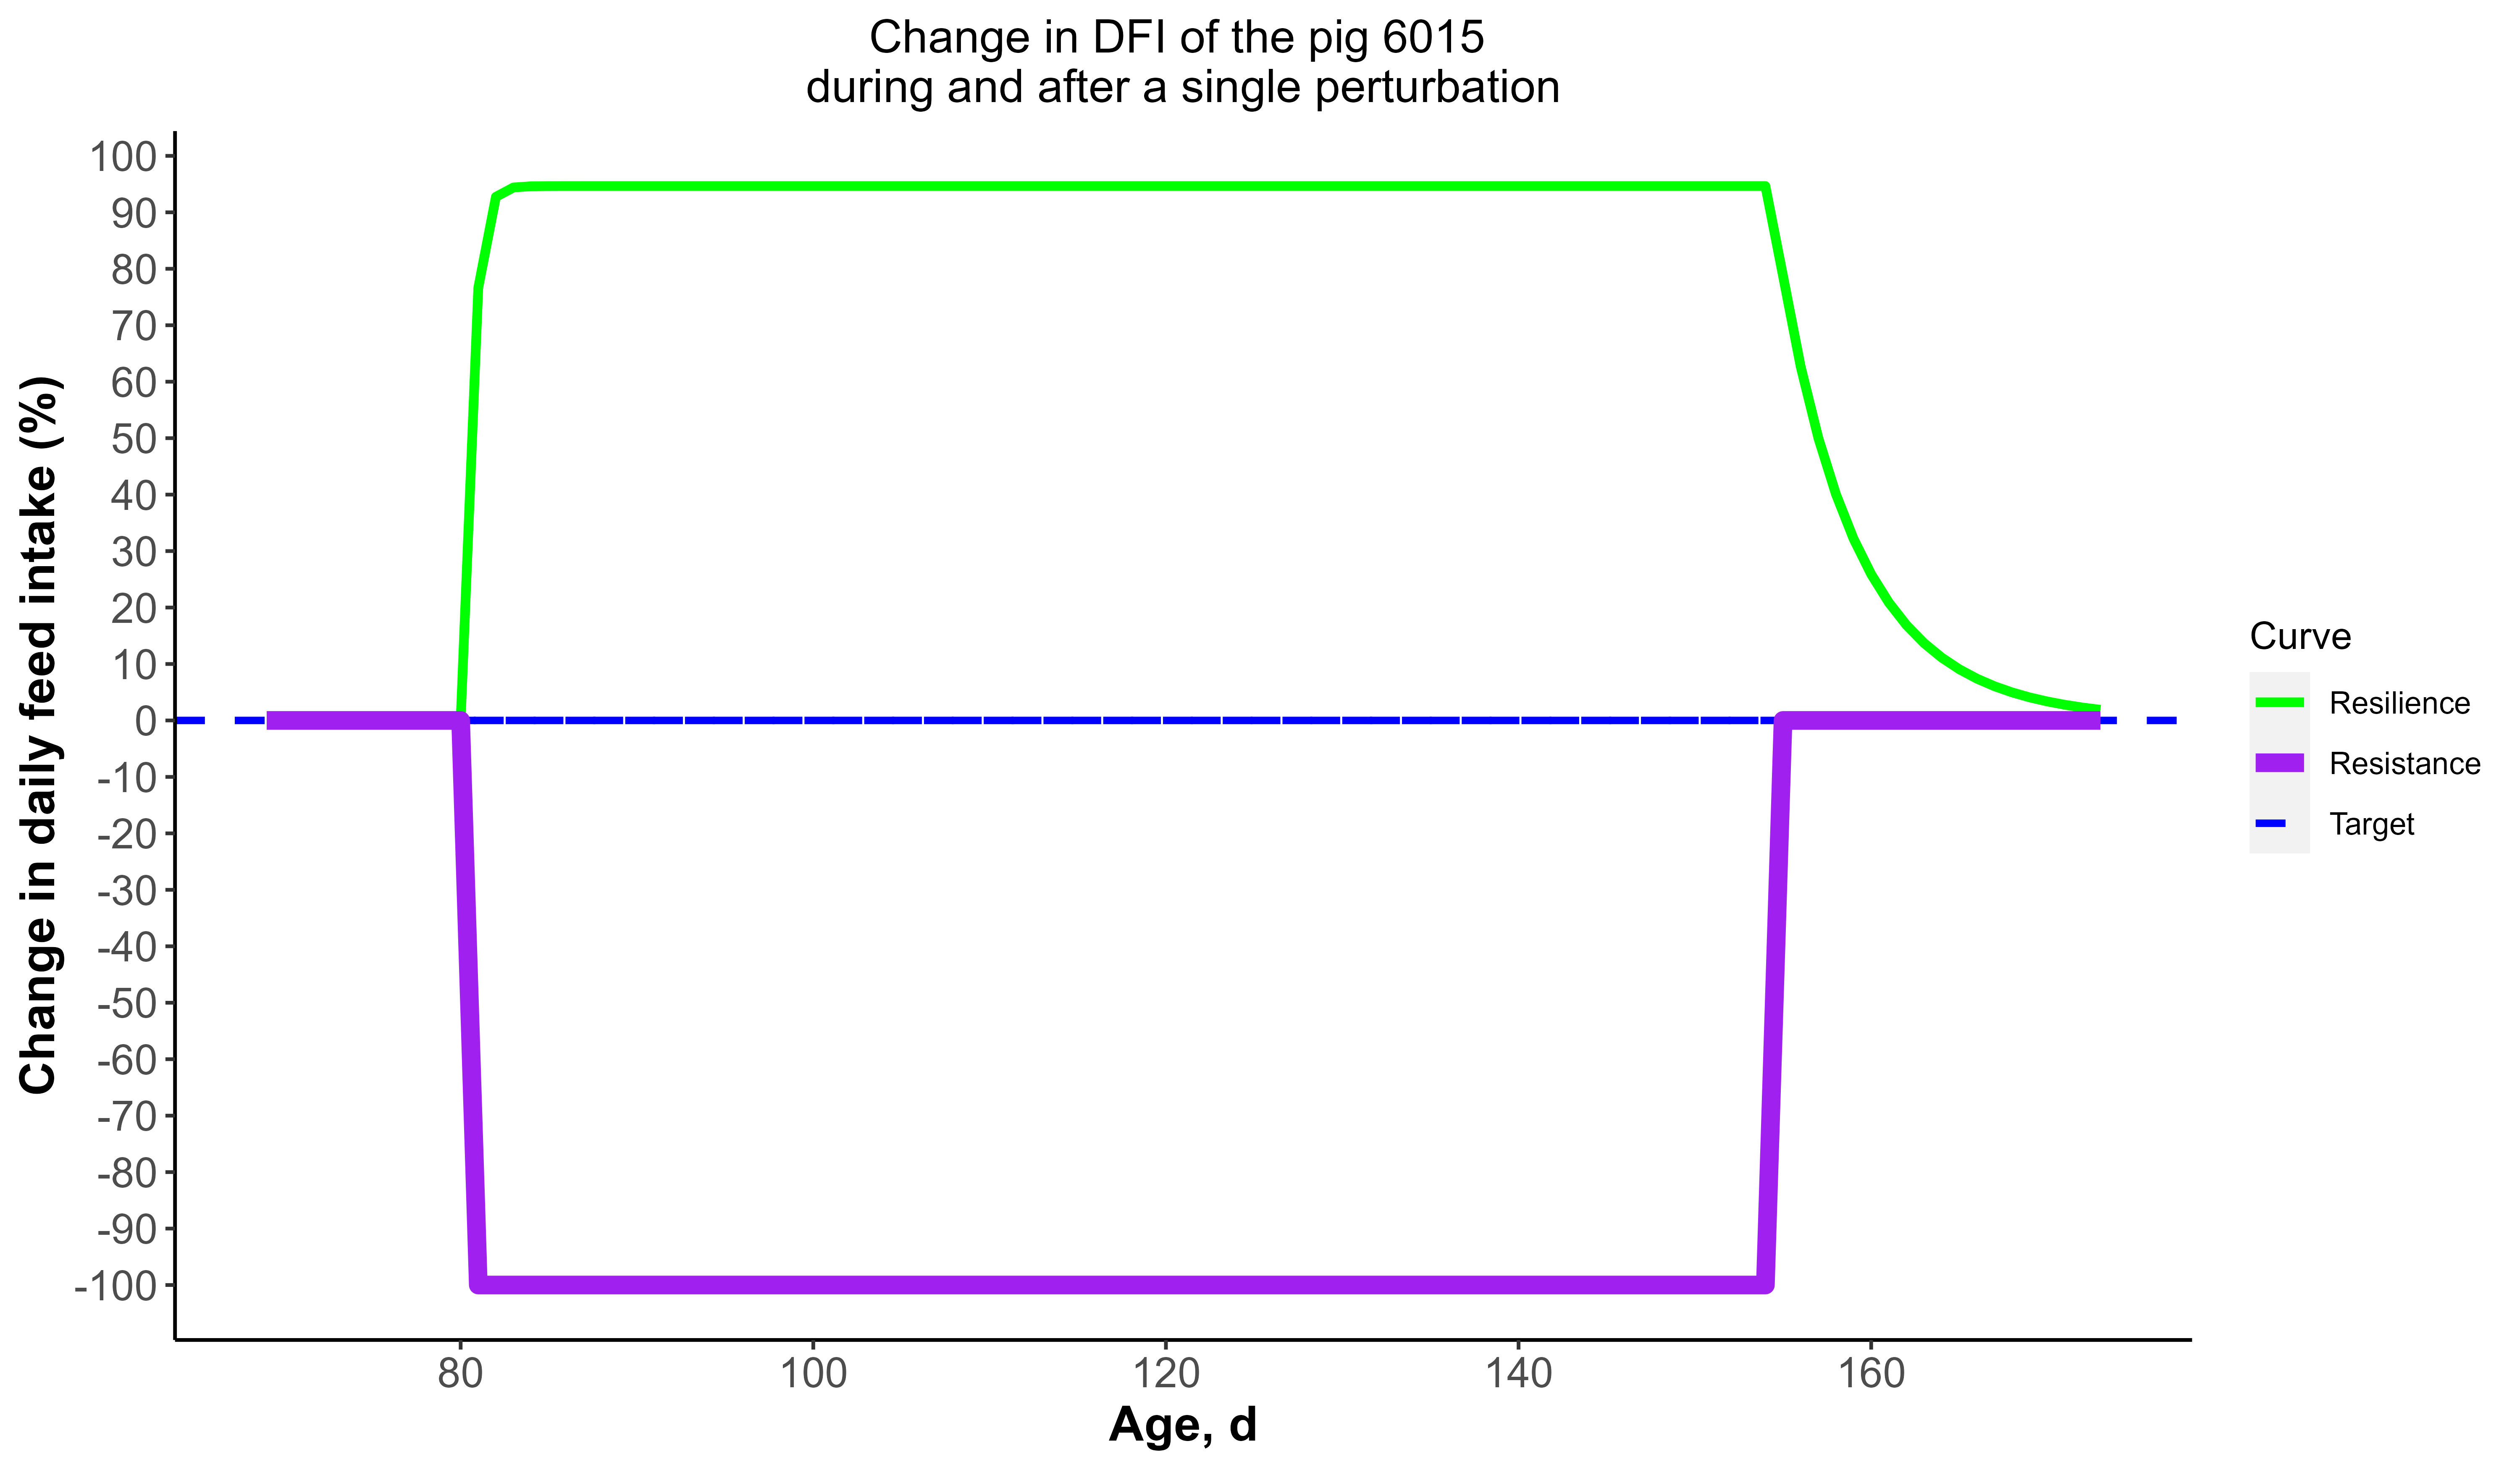 Change in DFI of the pig 6015
during and after a single perturbation
Change in daily feed intake (%)
100
90
80
70
60
50
40
30
20
10
0
-10
-20
-30
-40
-50
-60
-70
-80
-90
-100
80 100 120 140 160
Age, d
Curve
Resilience
Resistance
Target